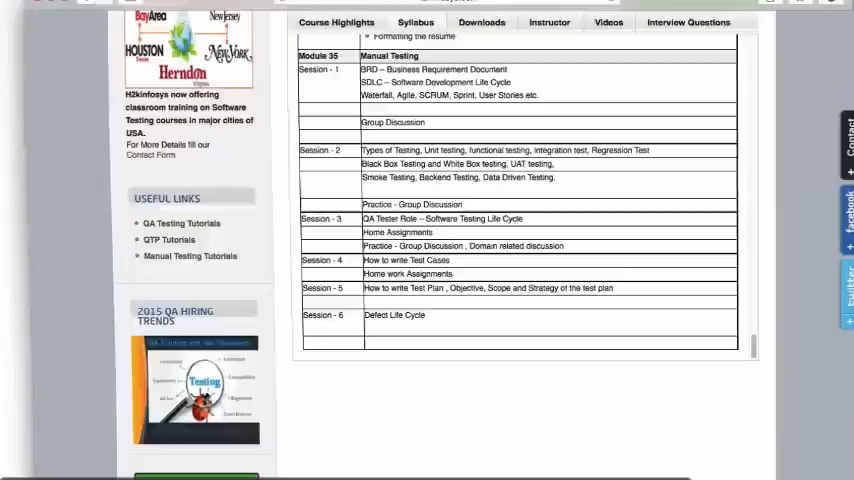 Course Highlights
Syllabus
Downloads
Instructor
Videos
Interview Questions
BayArea
New Jersey
HOUSTON
Texas
NEW YORK
Herndon
Virginia
H2kinfosys now offering
classroom training on Software
Testing courses in major cities of
USA.
For More Details fill our
Contact Form
USEFUL LINKS
QA Testing Tutorials
QTP Tutorials
Manual Testing Tutorials
2015 QA HIRING
TRENDS
Testing
Formatting the resume
Module 35 Manual Testing
Session - 1 BRD – Business Requirement Document
SDLC – Software Development Life Cycle
Waterfall, Agile, SCRUM, Sprint, User Stories etc.
Group Discussion
Session - 2 Types of Testing, Unit testing, functional testing, Integration test, Regression Test
Black Box Testing and White Box testing, UAT testing,
Smoke Testing, Backend Testing, Data Driven Testing.
Practice - Group Discussion
Session - 3 QA Tester Role – Software Testing Life Cycle
Home Assignments
Practice - Group Discussion , Domain related discussion
Session - 4 How to write Test Cases
Home work Assignments
Session - 5 How to write Test Plan , Objective, Scope and Strategy of the test plan
Session - 6 Defect Life Cycle
+ Contact
+ facebook
+ twitter